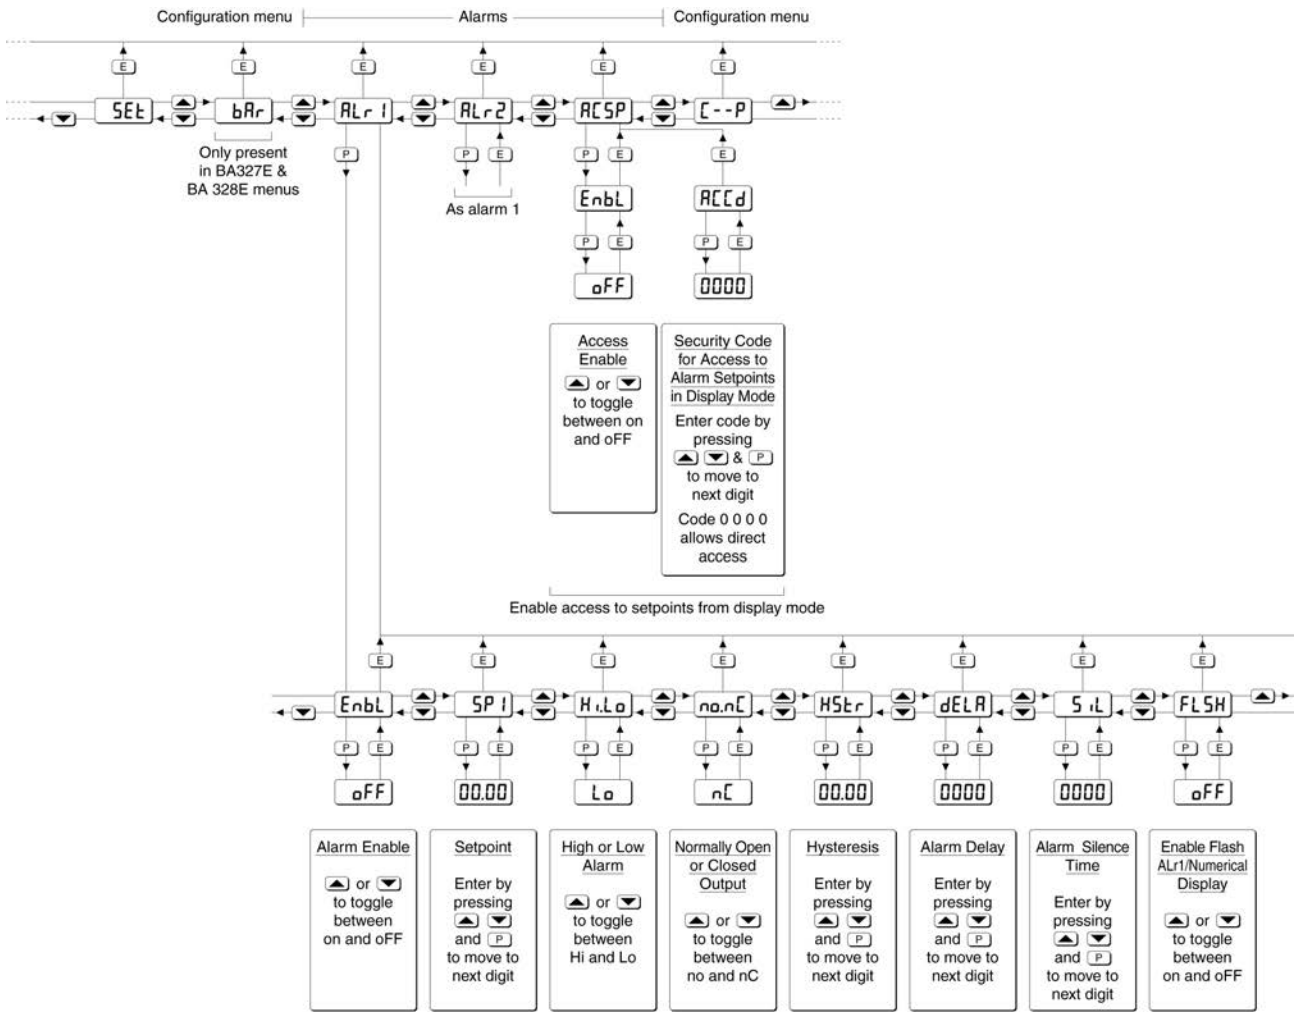 Configuration menu
Alarms
Configuration menu
E E E E E E
SEt bAr ALr1 ALr2 ACSP C--P
Only present
in BA327E &
BA 328E menus
P
P E
As alarm 1
P E
E
EnbL
ACCd
P E
P E
oFF
0000
Access
Enable
or
to toggle
between on
and oFF
Security Code
for Access to
Alarm Setpoints
in Display Mode
Enter code by
pressing
& P
to move to
next digit
Code 0 0 0 0
allows direct
access
Enable access to setpoints from display mode
E E E E E E E E
EnbL SP1 Hi.Lo no.nC HStr dELA SiL FLSH
P E P E P E P E P E P E P E P E
oFF 00.00 Lo nC 00.00 0000 0000 oFF
Alarm Enable
or
to toggle
between
on and oFF
Setpoint
Enter by
pressing
and P
to move to
next digit
High or Low
Alarm
or
to toggle
between
Hi and Lo
Normally Open
or Closed
Output
or
to toggle
between
no and nC
Hysteresis
Enter by
pressing
and P
to move to
next digit
Alarm Delay
Enter by
pressing
and P
to move to
next digit
Alarm Silence
Time
Enter by
pressing
and P
to move to
next digit
Enable Flash
ALr1/Numerical
Display
or
to toggle
between
on and oFF